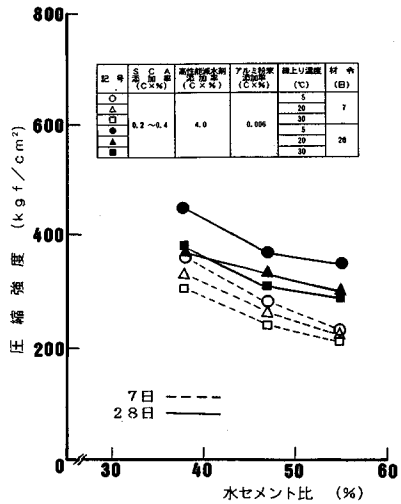 800
600
400
200
0
圧縮強度 (kgf/cm²)
記号 SCA添加率(C×%) 高性能減水剤添加率(C×%) アルミ粉末添加率(C×%) 練上り温度(℃) 材令(日)
○ 5
△ 0.2～0.4 4.0 0.006 20 7
□ 30
● 5
▲ 20 28
■ 30
7日
28日
30 40 50 60
水セメント比 (%)